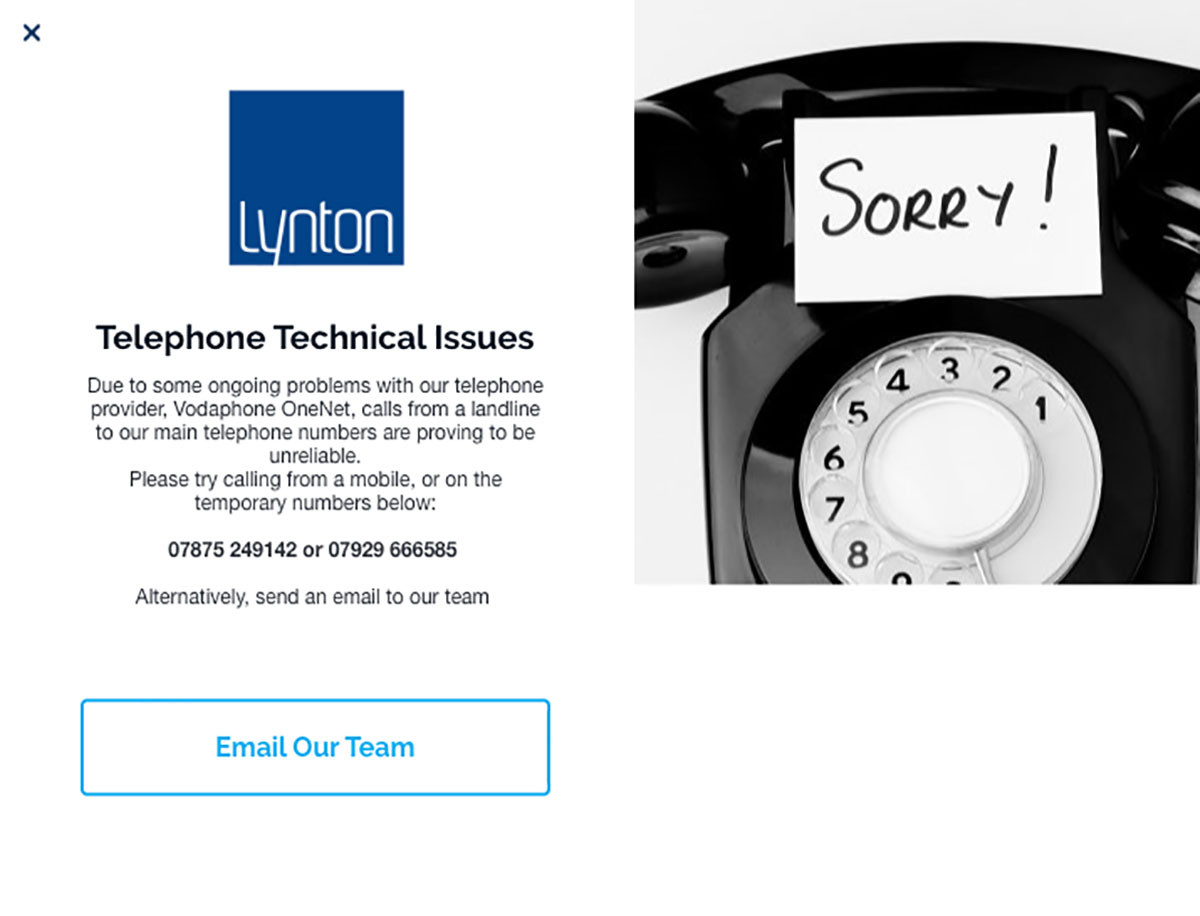 Lynton
Telephone Technical Issues
Due to some ongoing problems with our telephone
provider, Vodaphone OneNet, calls from a landline
to our main telephone numbers are proving to be
unreliable.
Please try calling from a mobile, or on the
temporary numbers below:
07875 249142 or 07929 666585
Alternatively, send an email to our team
Email Our Team
SORRY!
3
4
2
5
1
6
7
8